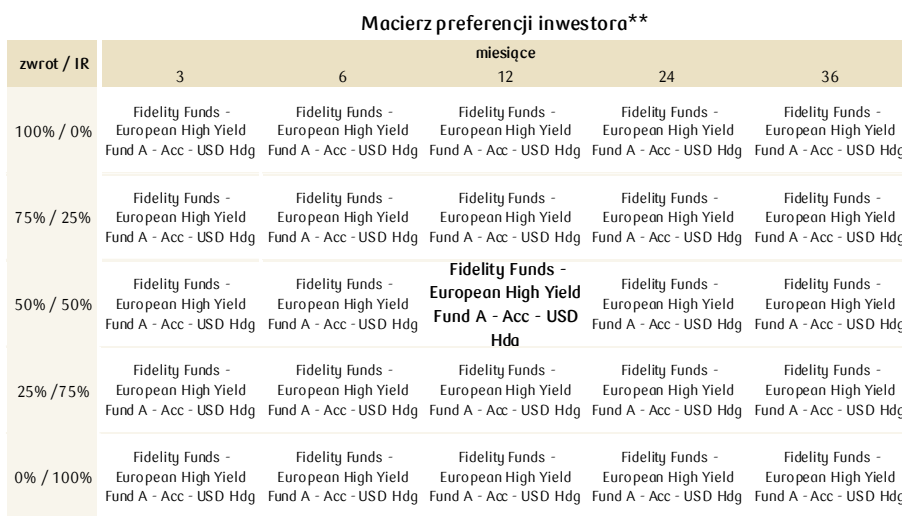 Macierz preferencji inwestora**
zwrot / IR
miesiące
3 6 12 24 36
100% / 0%
Fidelity Funds - Fidelity Funds - Fidelity Funds - Fidelity Funds - Fidelity Funds -
European High Yield European High Yield European High Yield European High Yield European High Yield
Fund A - Acc - USD Hdg Fund A - Acc - USD Hdg Fund A - Acc - USD Hdg Fund A - Acc - USD Hdg Fund A - Acc - USD Hdg
75% / 25%
Fidelity Funds - Fidelity Funds - Fidelity Funds - Fidelity Funds - Fidelity Funds -
European High Yield European High Yield European High Yield European High Yield European High Yield
Fund A - Acc - USD Hdg Fund A - Acc - USD Hdg Fund A - Acc - USD Hdg Fund A - Acc - USD Hdg Fund A - Acc - USD Hdg
50% / 50%
Fidelity Funds - Fidelity Funds - Fidelity Funds - Fidelity Funds - Fidelity Funds -
European High Yield European High Yield European High Yield European High Yield European High Yield
Fund A - Acc - USD Hdg Fund A - Acc - USD Hdg Fund A - Acc - USD Fund A - Acc - USD Hdg Fund A - Acc - USD Hdg
Hdg
25% /75%
Fidelity Funds - Fidelity Funds - Fidelity Funds - Fidelity Funds - Fidelity Funds -
European High Yield European High Yield European High Yield European High Yield European High Yield
Fund A - Acc - USD Hdg Fund A - Acc - USD Hdg Fund A - Acc - USD Hdg Fund A - Acc - USD Hdg Fund A - Acc - USD Hdg
0% / 100%
Fidelity Funds - Fidelity Funds - Fidelity Funds - Fidelity Funds - Fidelity Funds -
European High Yield European High Yield European High Yield European High Yield European High Yield
Fund A - Acc - USD Hdg Fund A - Acc - USD Hdg Fund A - Acc - USD Hdg Fund A - Acc - USD Hdg Fund A - Acc - USD Hdg